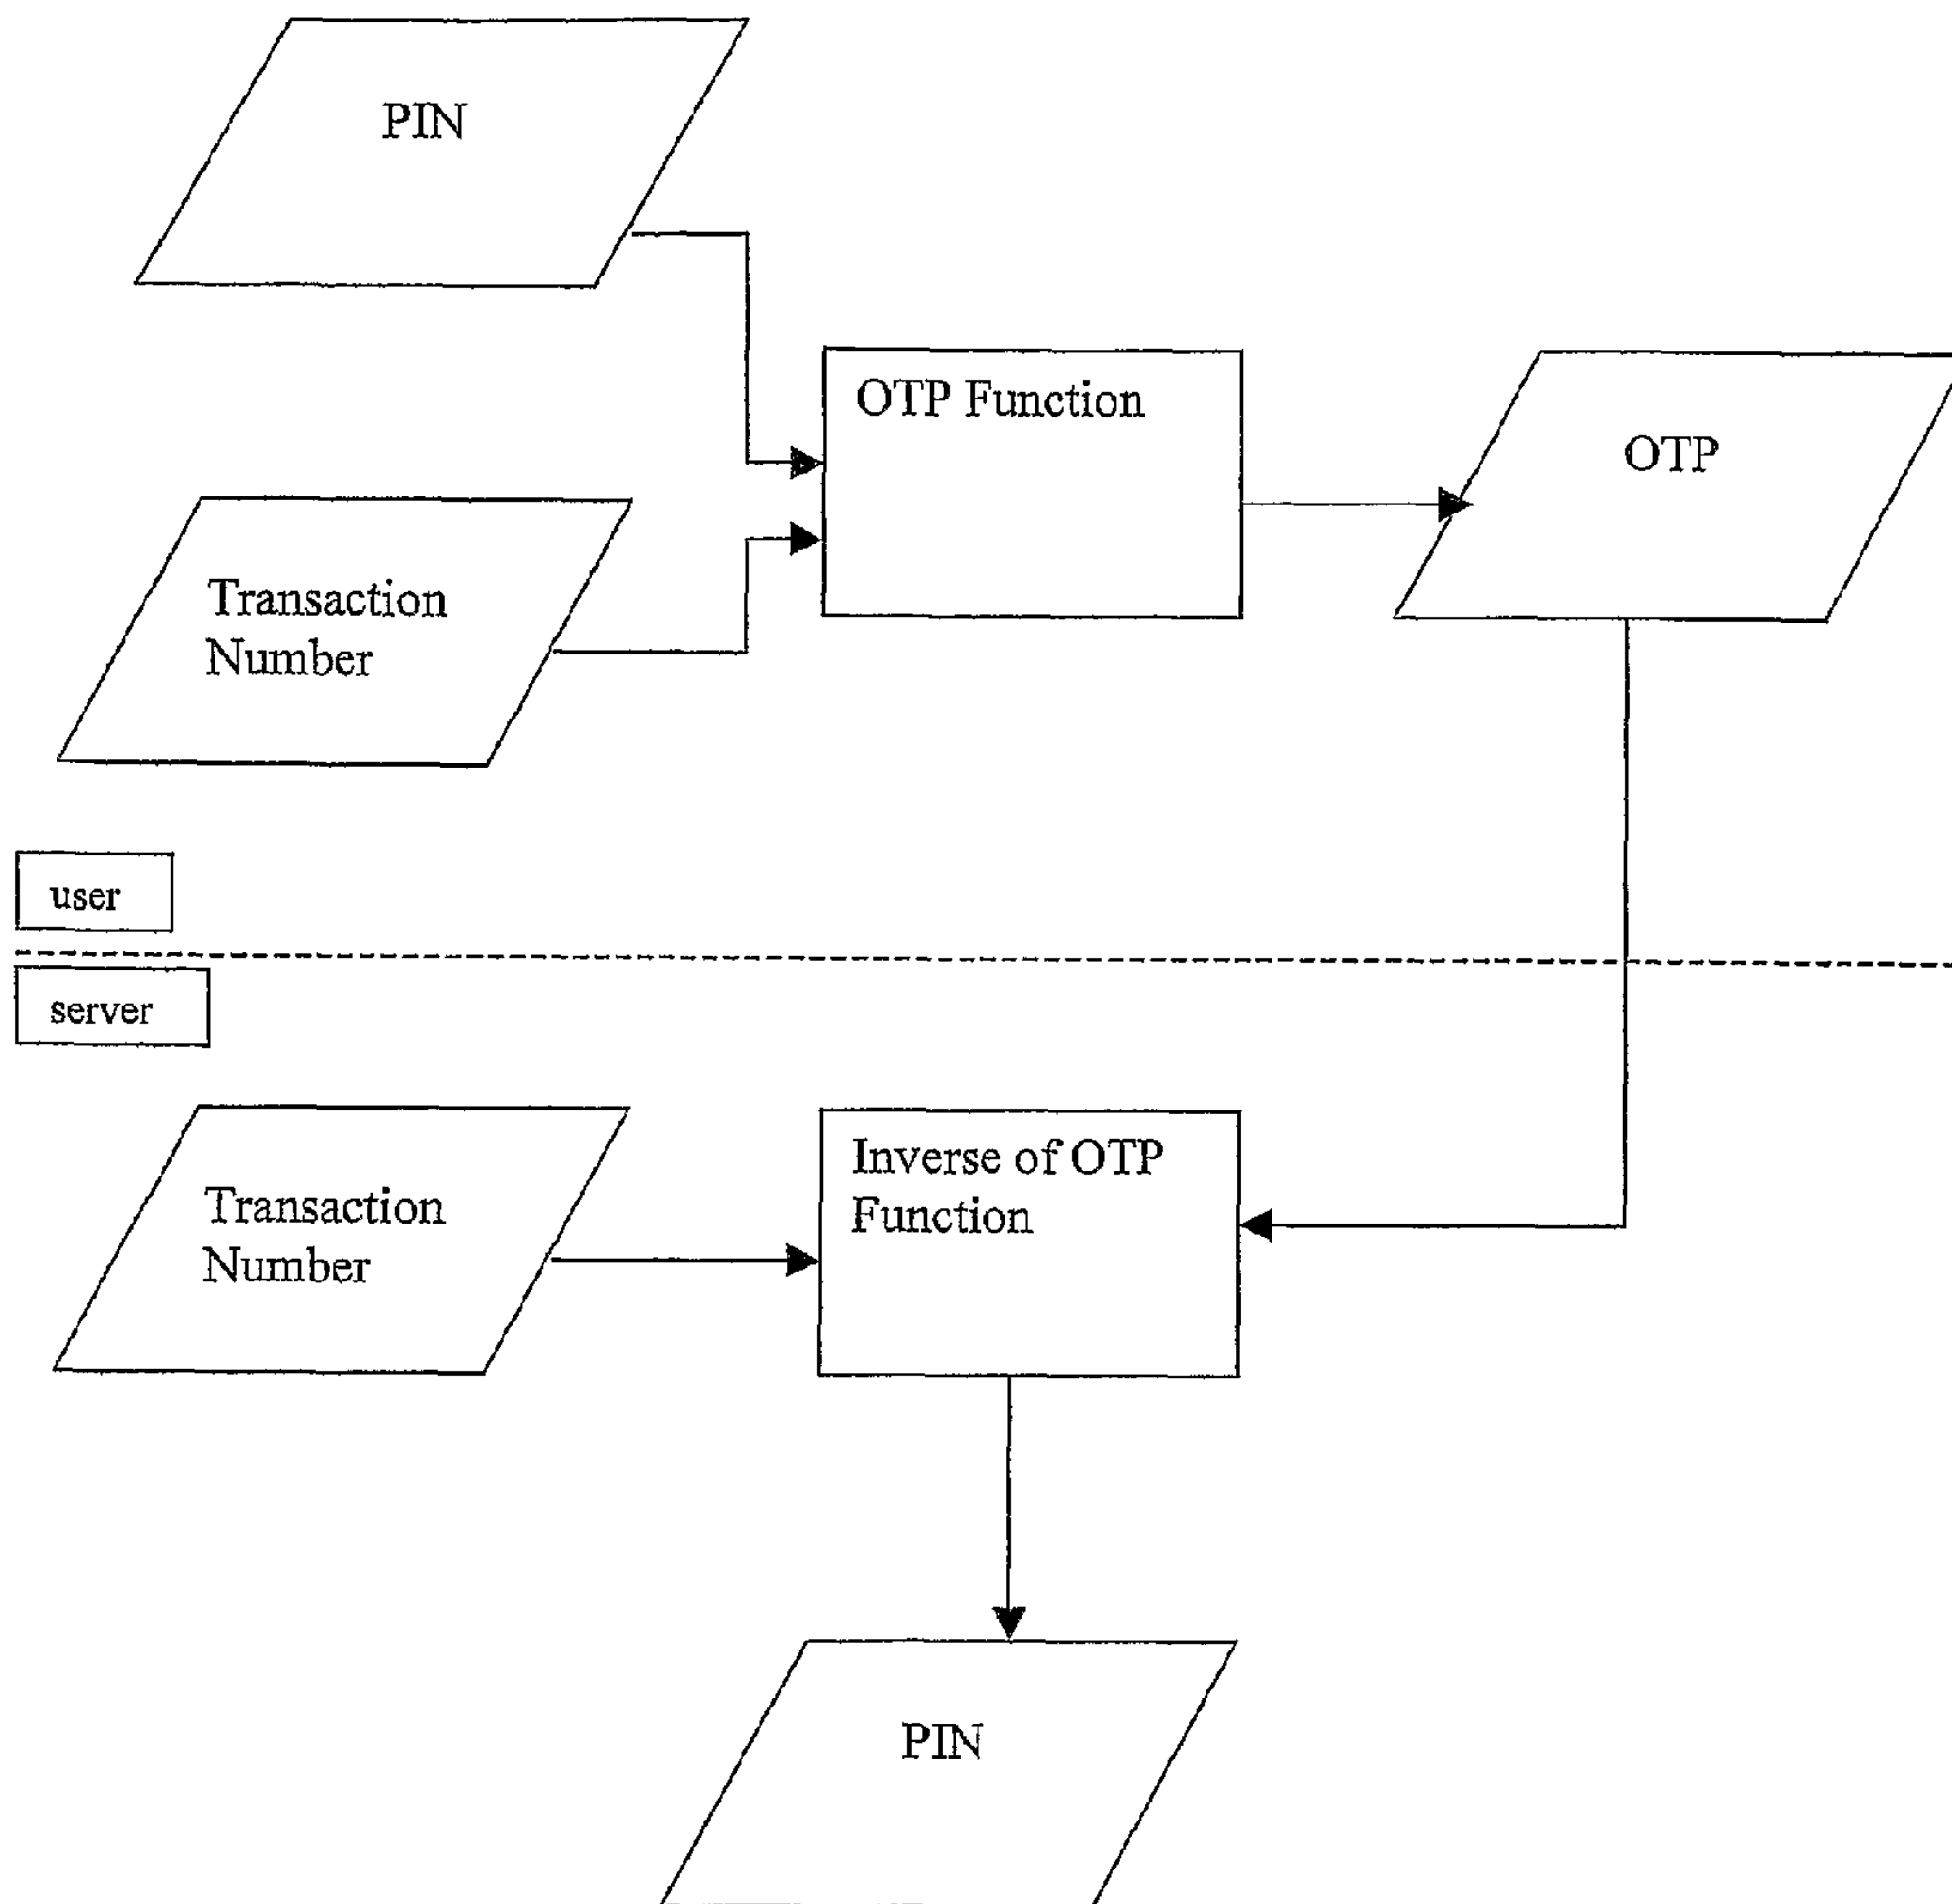 PIN
OTP Function
OTP
Transaction
Number
user
server
Transaction
Number
Inverse of OTP
Function
PIN